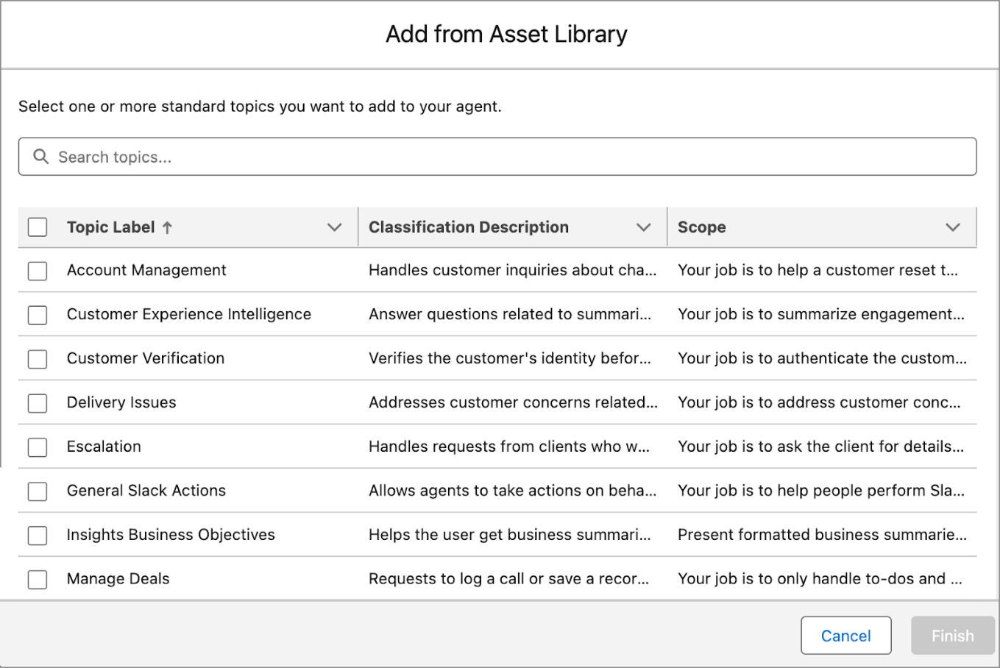 Add from Asset Library
Select one or more standard topics you want to add to your agent.
Search topics...
Topic Label ↑ Classification Description Scope
Account Management Handles customer inquiries about cha... Your job is to help a customer reset t...
Customer Experience Intelligence Answer questions related to summari... Your job is to summarize engagement...
Customer Verification Verifies the customer's identity befor... Your job is to authenticate the custom...
Delivery Issues Addresses customer concerns related... Your job is to address customer conc...
Escalation Handles requests from clients who w... Your job is to ask the client for details...
General Slack Actions Allows agents to take actions on beha... Your job is to help people perform Sla...
Insights Business Objectives Helps the user get business summari... Present formatted business summarie...
Manage Deals Requests to log a call or save a recor... Your job is to only handle to-dos and ...
Cancel Finish